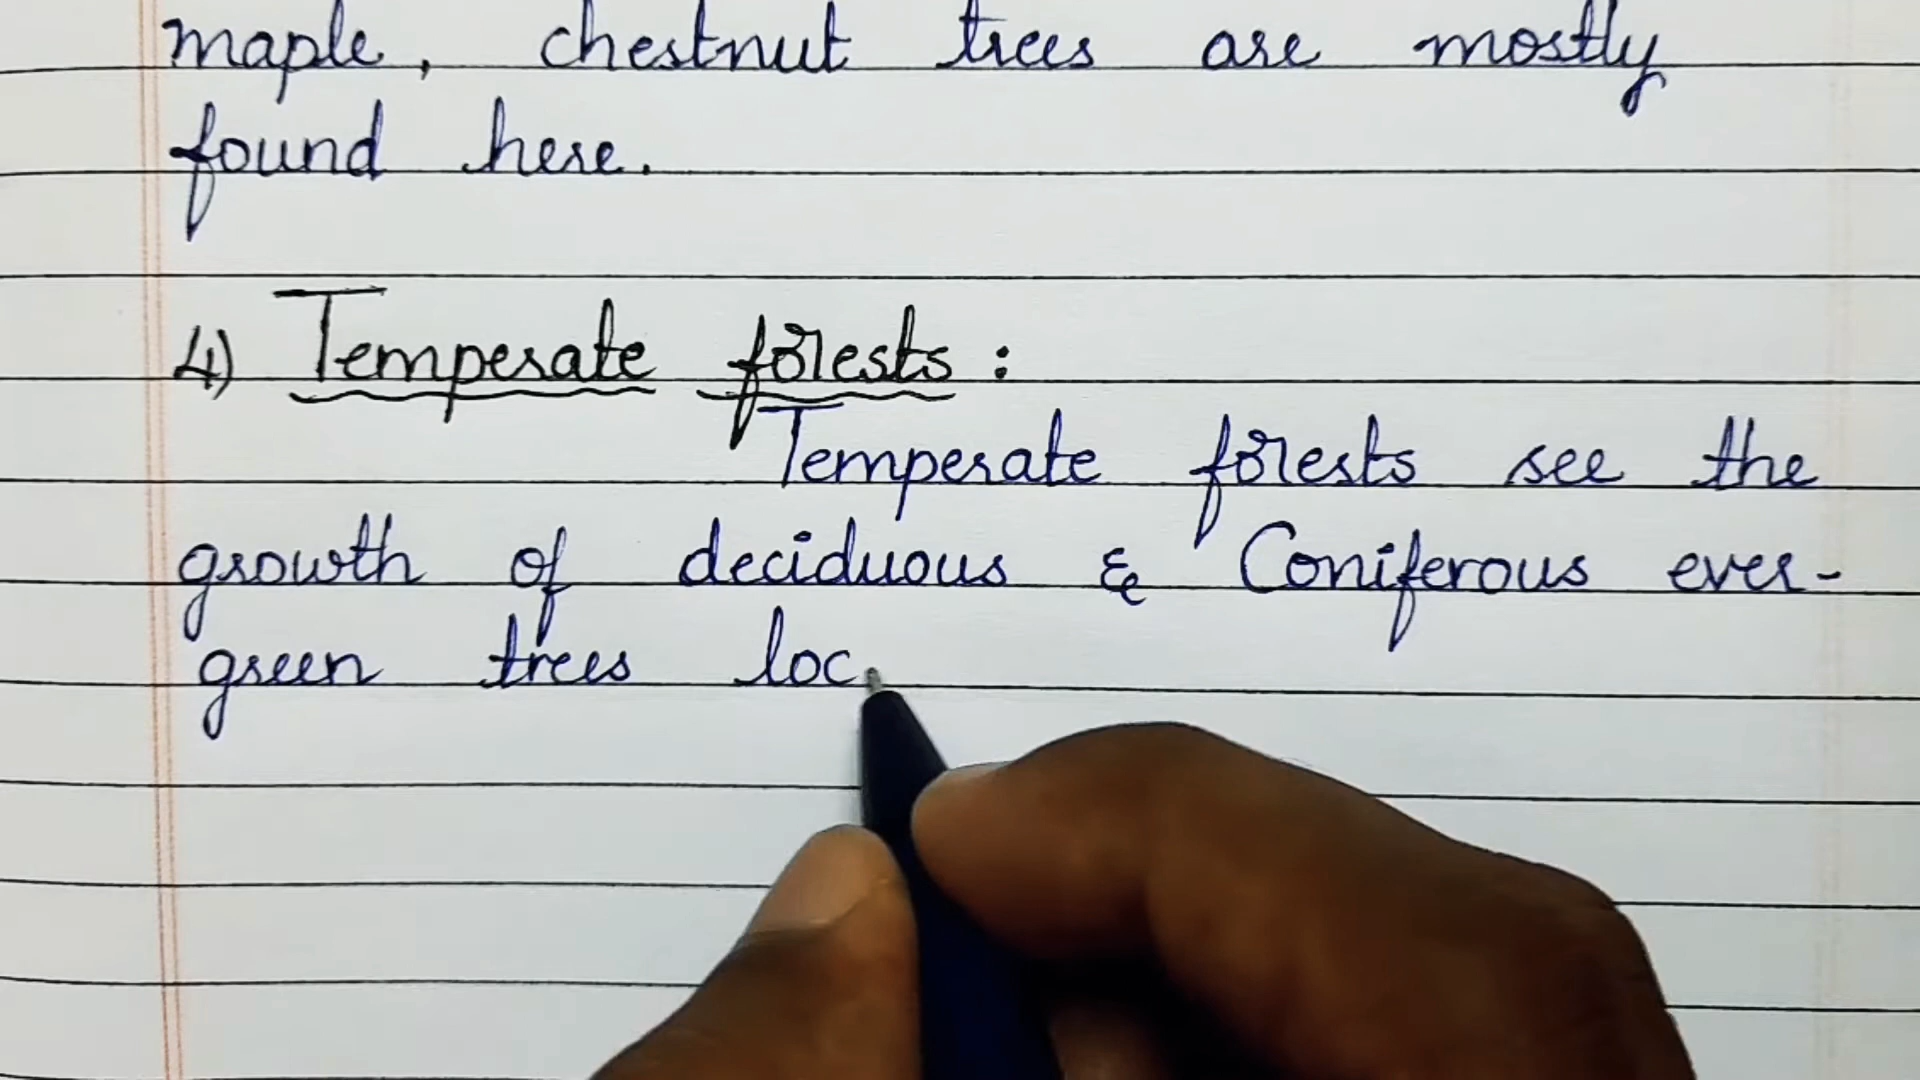 maple, chestnut trees are mostly
found here.
4) Temperate forests :
Temperate forests see the
growth of deciduous & Coniferous ever-
green trees loc